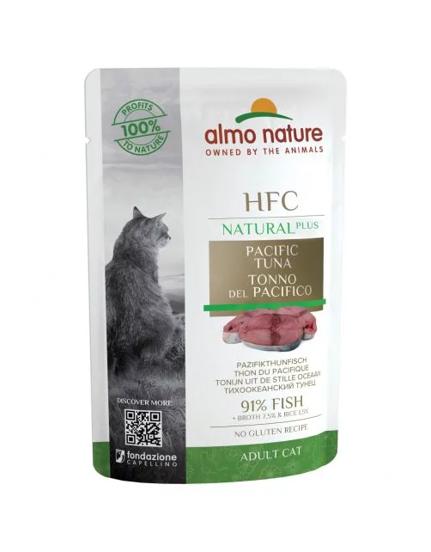 PROFITS
100%
TO NATURE
almo nature
OWNED BY THE ANIMALS
HFC
NATURAL PLUS
PACIFIC
TUNA
TONNO
DEL PACIFICO
PAZIFIKTHUNFISCH
THON DU PACIFIQUE
TONIJN UIT DE STILLE OCEAAN
ТИХООКЕАНСКИЙ ТУНЕЦ
91% FISH
+ BROTH 7,5% & RICE 1,5%
NO GLUTEN RECIPE
ADULT CAT
DISCOVER MORE
fondazione
CAPELLINO